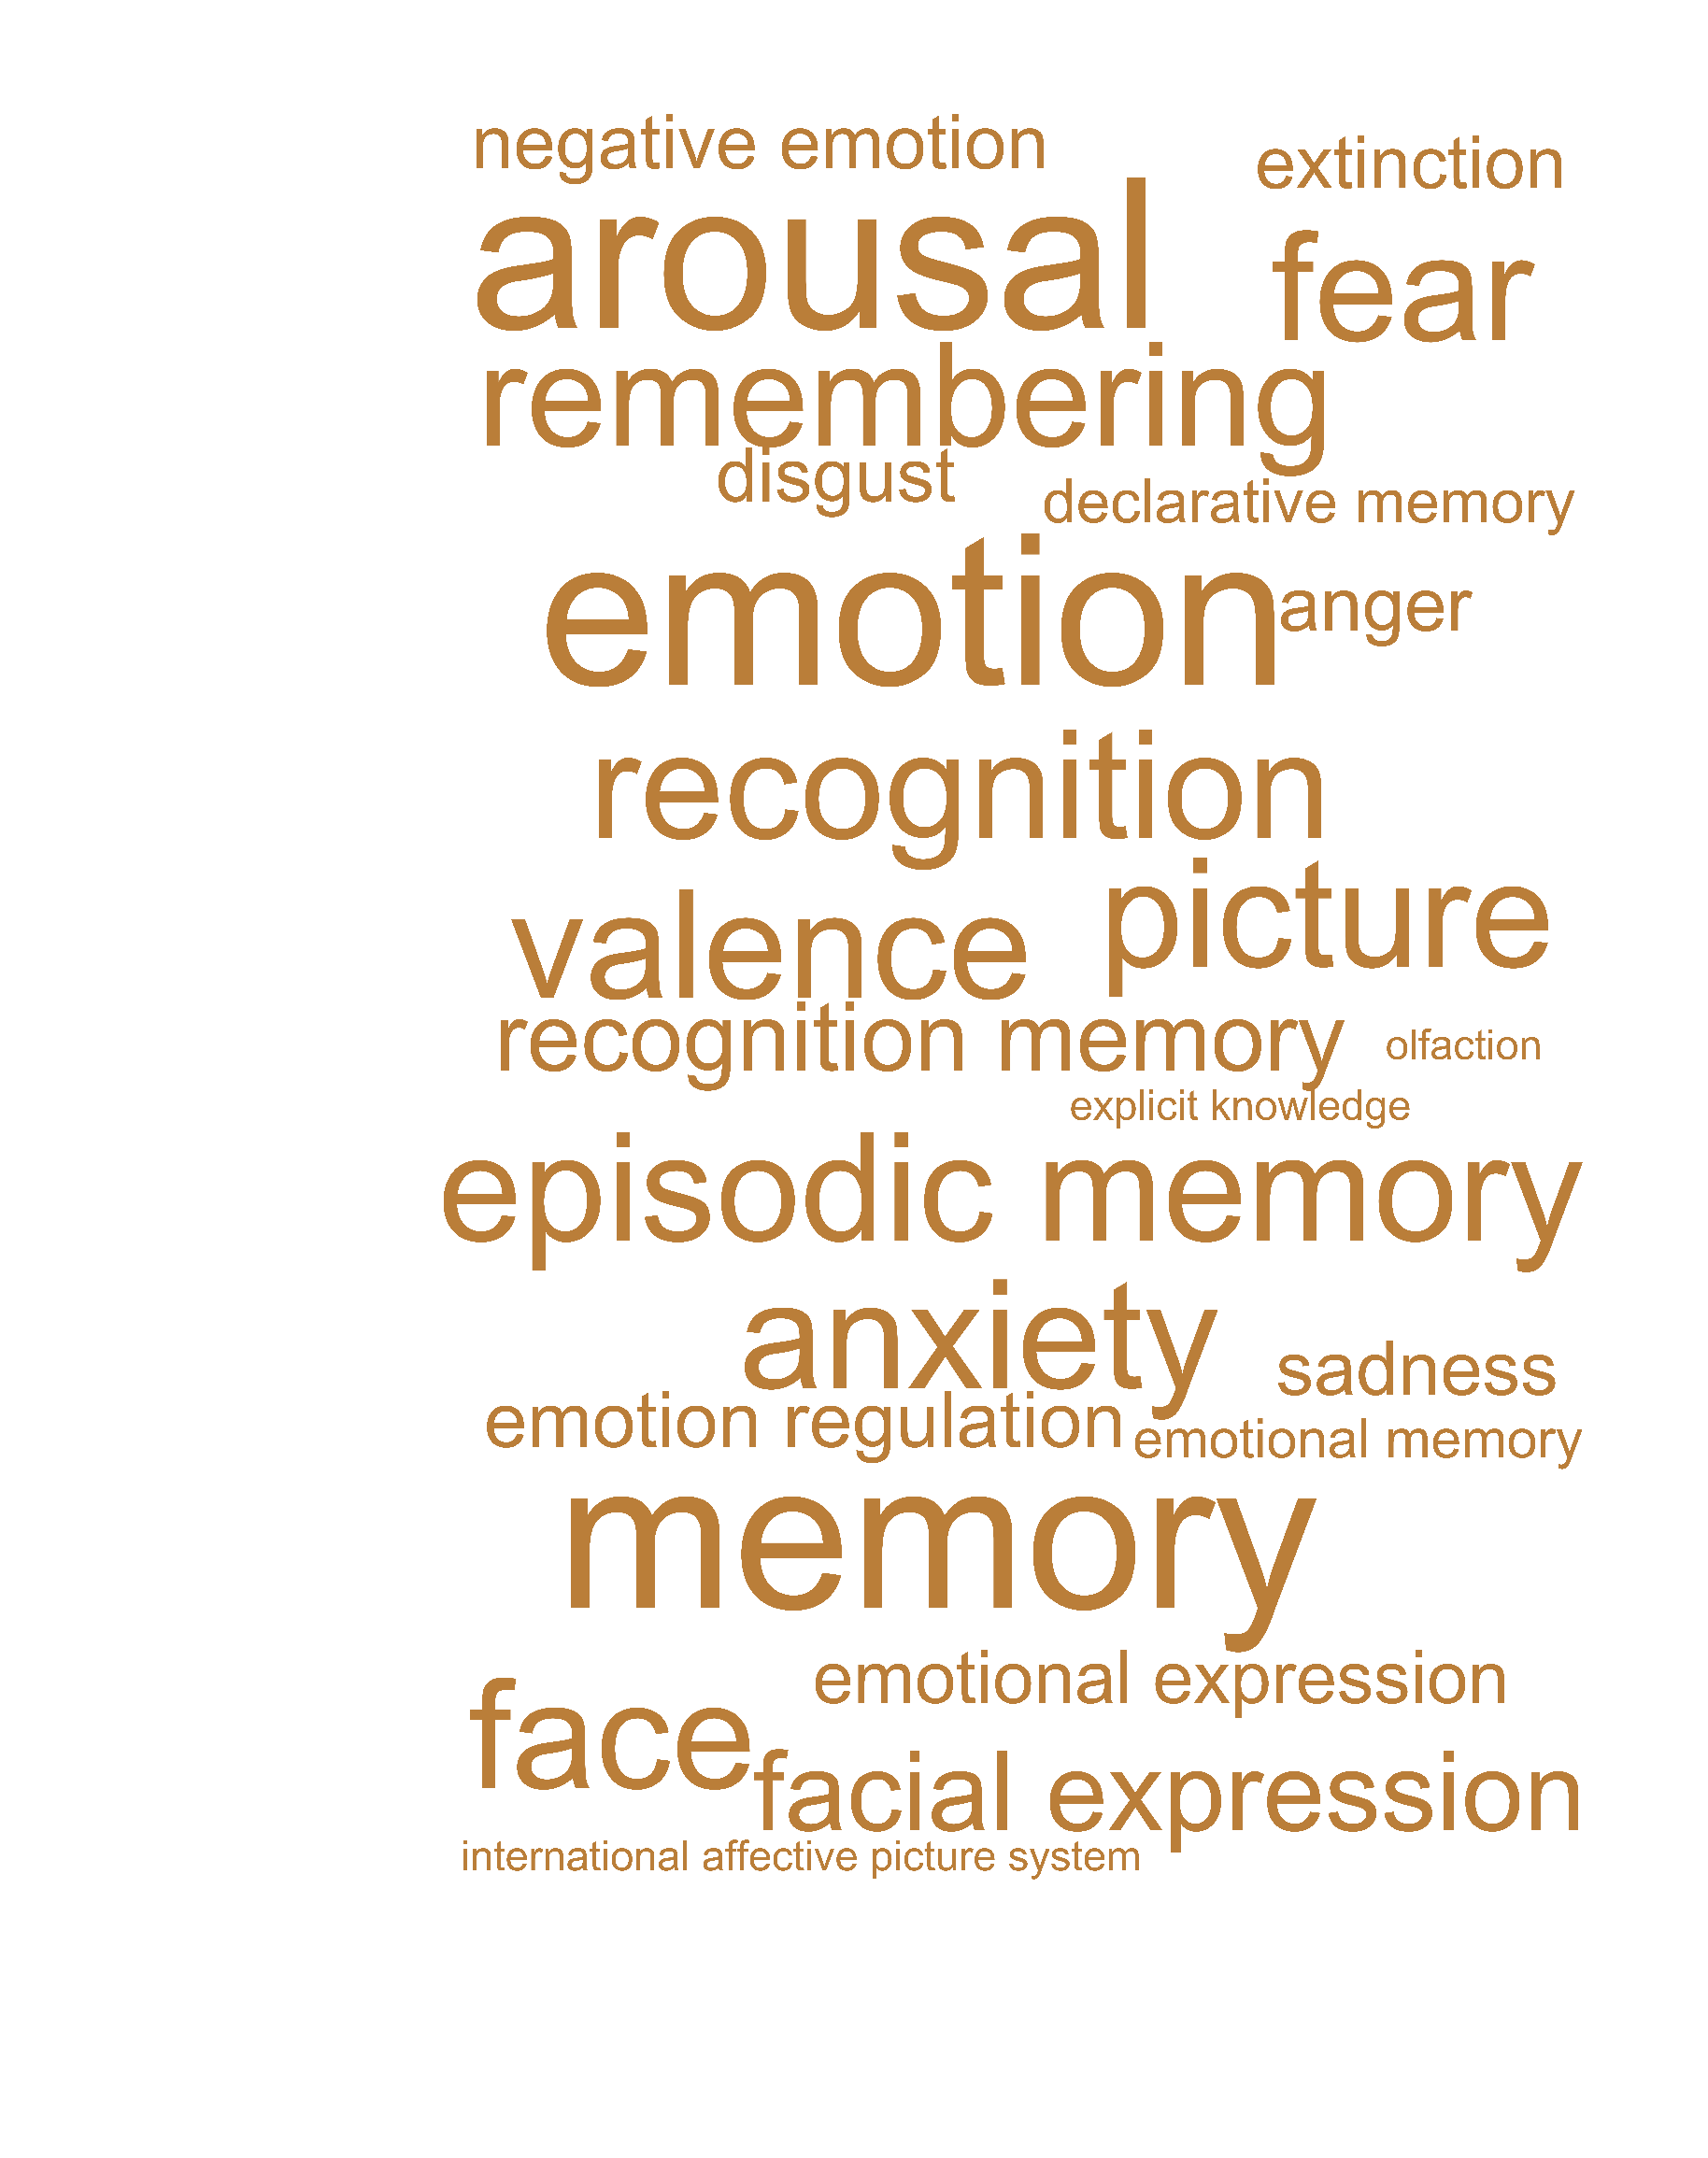 negative emotion
extinction
arousal
fear
remembering
disgust
declarative memory
emotion
anger
recognition
picture
valence
recognition memory
olfaction
explicit knowledge
episodic memory
anxiety
sadness
emotion regulation
emotional memory
memory
emotional expression
face
facial expression
international affective picture system